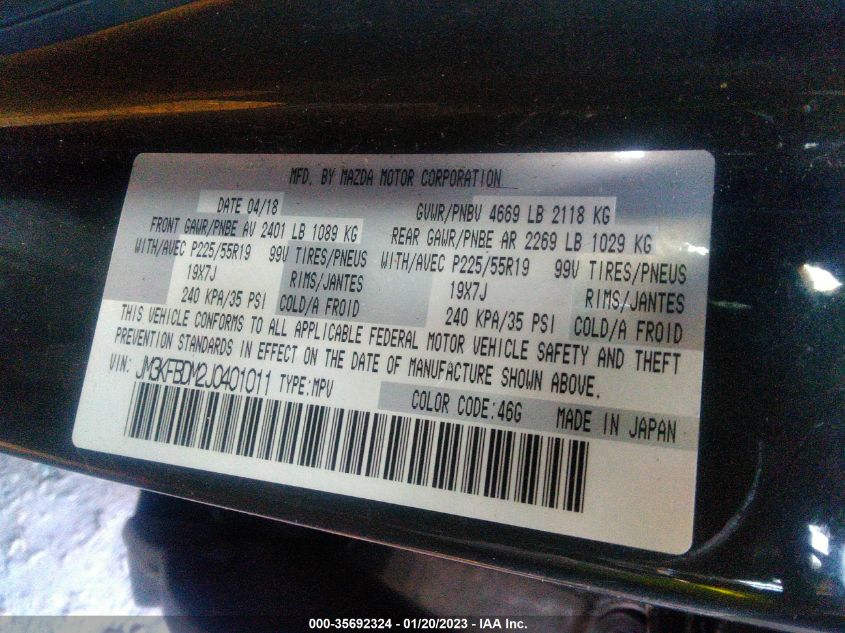 MFD. BY MAZDA MOTOR CORPORATION
DATE 04/18 GVWR/PNBV 4669 LB 2118 KG
FRONT GAWR/PNBE AV 2401 LB 1089 KG REAR GAWR/PNBE AR 2269 LB 1029 KG
WITH/AVEC P225/55R19 99V TIRES/PNEUS WITH/AVEC P225/55R19 99V TIRES/PNEUS
19X7J RIMS/JANTES 19X7J RIMS/JANTES
240 KPA/35 PSI COLD/A FROID 240 KPA/35 PSI COLD/A FROID
THIS VEHICLE CONFORMS TO ALL APPLICABLE FEDERAL MOTOR VEHICLE SAFETY AND THEFT
PREVENTION STANDARDS IN EFFECT ON THE DATE OF MANUFACTURE SHOWN ABOVE.
VIN: JM3KFBDM2J0401011 TYPE:MPV
COLOR CODE:46G MADE IN JAPAN
000-35692324 - 01/20/2023 - IAA Inc.